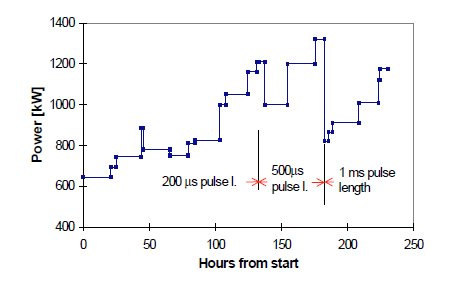 1400
1200
1000
800
600
400
Power [kW]
200 µs pulse l.
500µs
pulse l.
1 ms pulse
length
0
50
100
150
200
250
Hours from start